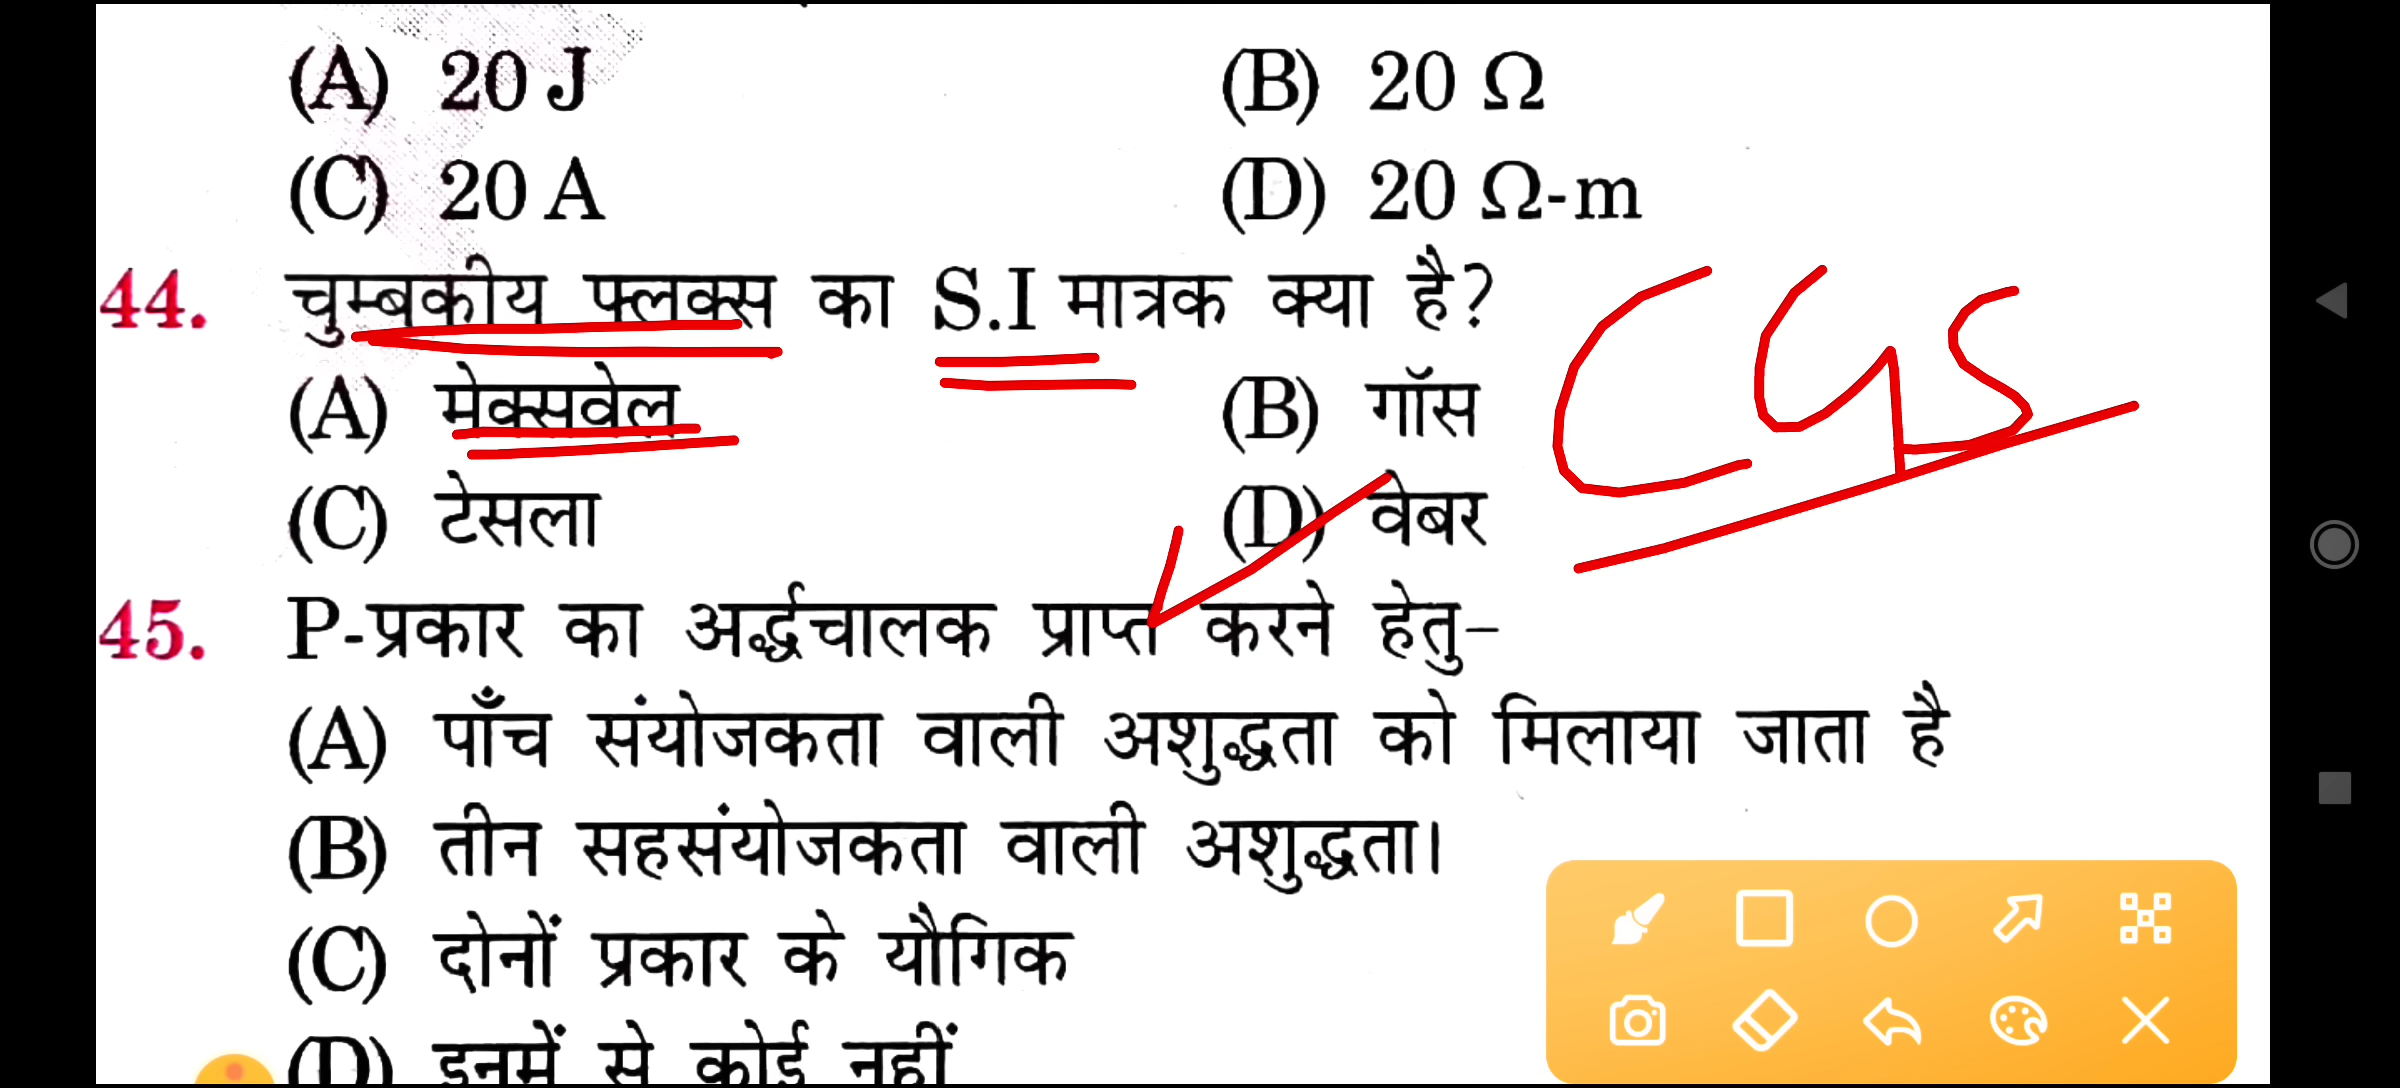 (A) 20 J (B) 20 Ω
(C) 20 A (D) 20 Ω-m
44. चुम्बकीय फ्लक्स का S.I मात्रक क्या है?
(A) मेक्सवेल (B) गॉस
CGS
(C) टेसला (D) वेबर
45. P-प्रकार का अर्द्धचालक प्राप्त करने हेतु–
(A) पाँच संयोजकता वाली अशुद्धता को मिलाया जाता है
(B) तीन सहसंयोजकता वाली अशुद्धता।
(C) दोनों प्रकार के यौगिक
(D) इनमें से कोई नहीं